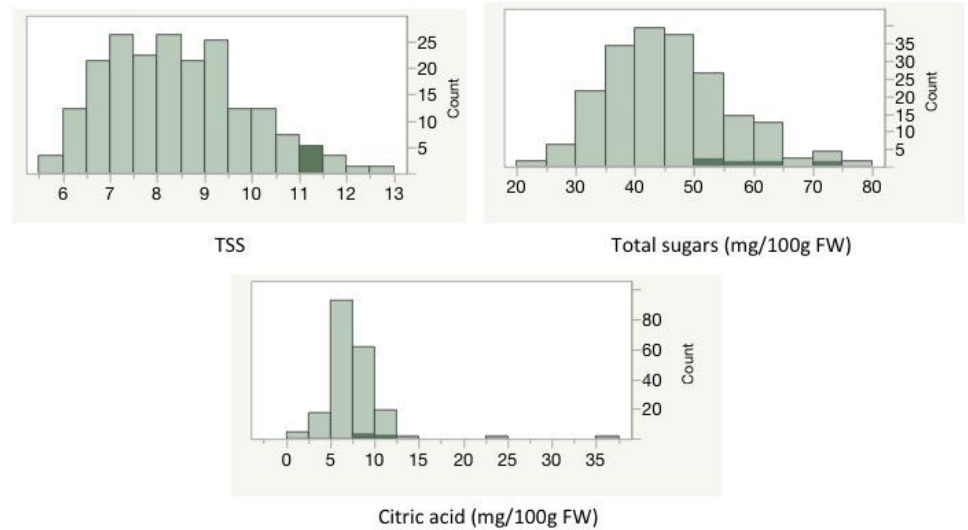 25
20
15
10
5
Count
6 7 8 9 10 11 12 13
TSS
35
30
25
20
15
10
5
Count
20 30 40 50 60 70 80
Total sugars (mg/100g FW)
80
60
40
20
Count
0 5 10 15 20 25 30 35
Citric acid (mg/100g FW)